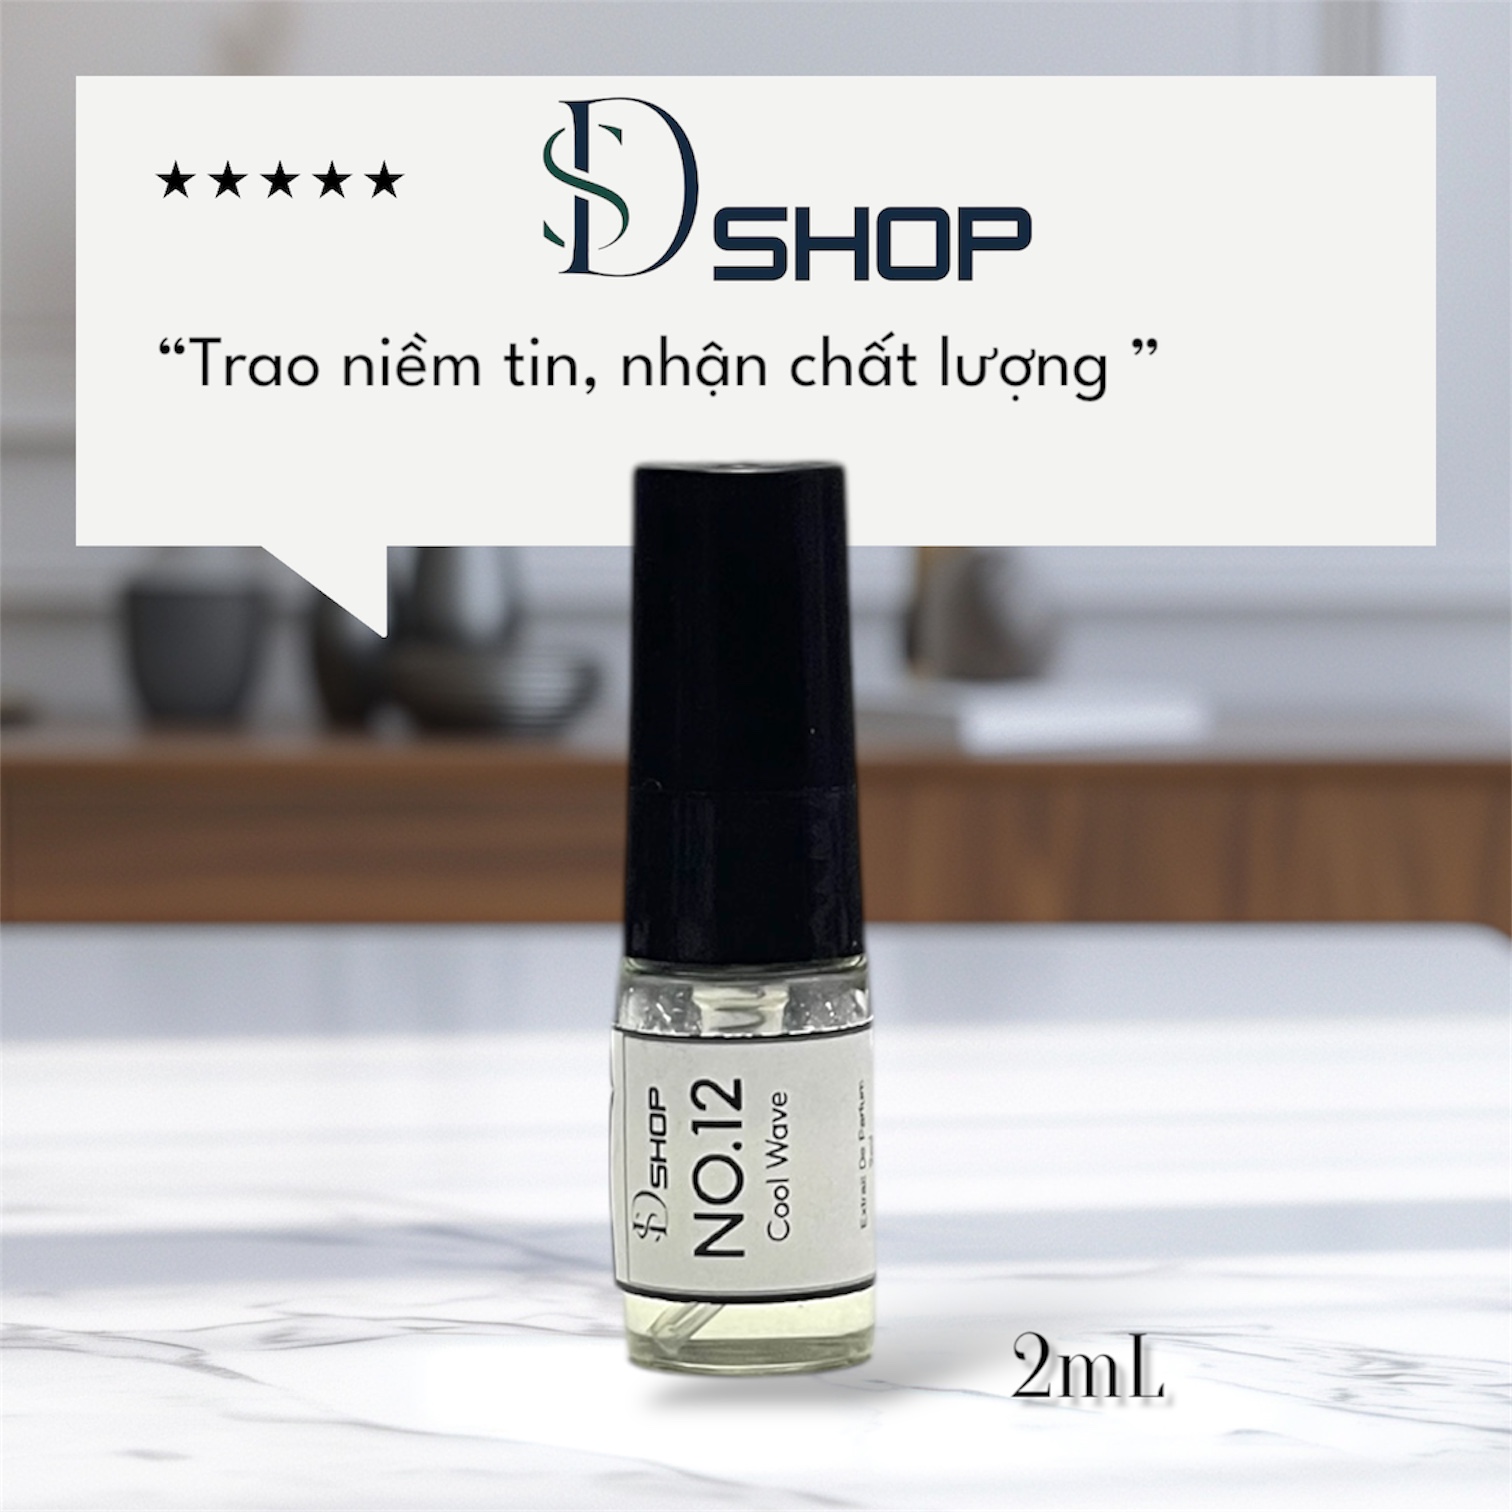 ★★★★★
SD SHOP
“Trao niềm tin, nhận chất lượng ”
SD SHOP
NO.12
Cool Wave
Extrait De Parfum
2mL